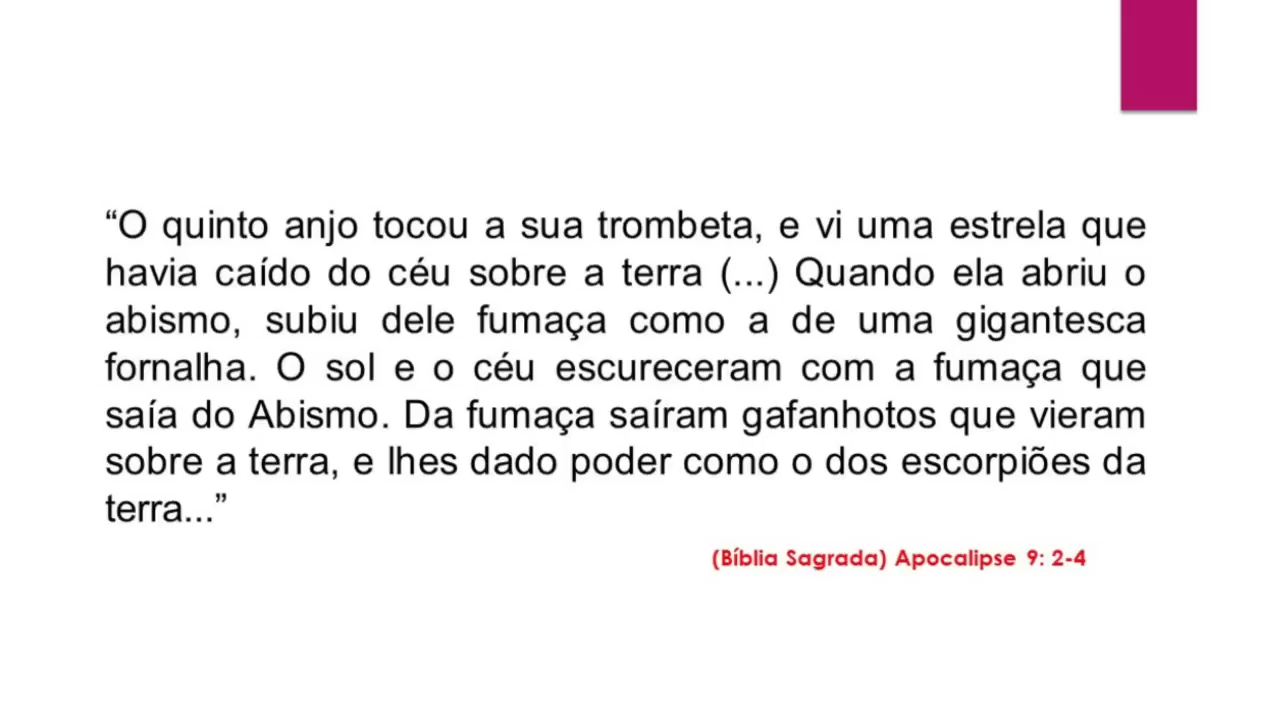 “O quinto anjo tocou a sua trombeta, e vi uma estrela que
havia caído do céu sobre a terra (...) Quando ela abriu o
abismo, subiu dele fumaça como a de uma gigantesca
fornalha. O sol e o céu escureceram com a fumaça que
saía do Abismo. Da fumaça saíram gafanhotos que vieram
sobre a terra, e lhes dado poder como o dos escorpiões da
terra...”
(Bíblia Sagrada) Apocalipse 9: 2-4